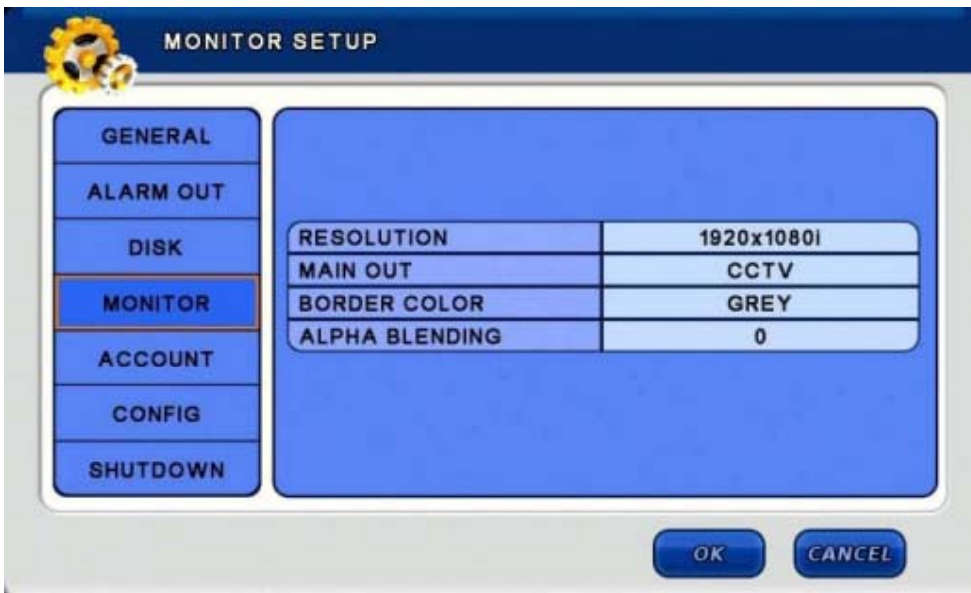 MONITOR SETUP
GENERAL
ALARM OUT
DISK
MONITOR
ACCOUNT
CONFIG
SHUTDOWN
RESOLUTION 1920x1080i
MAIN OUT CCTV
BORDER COLOR GREY
ALPHA BLENDING 0
OK CANCEL